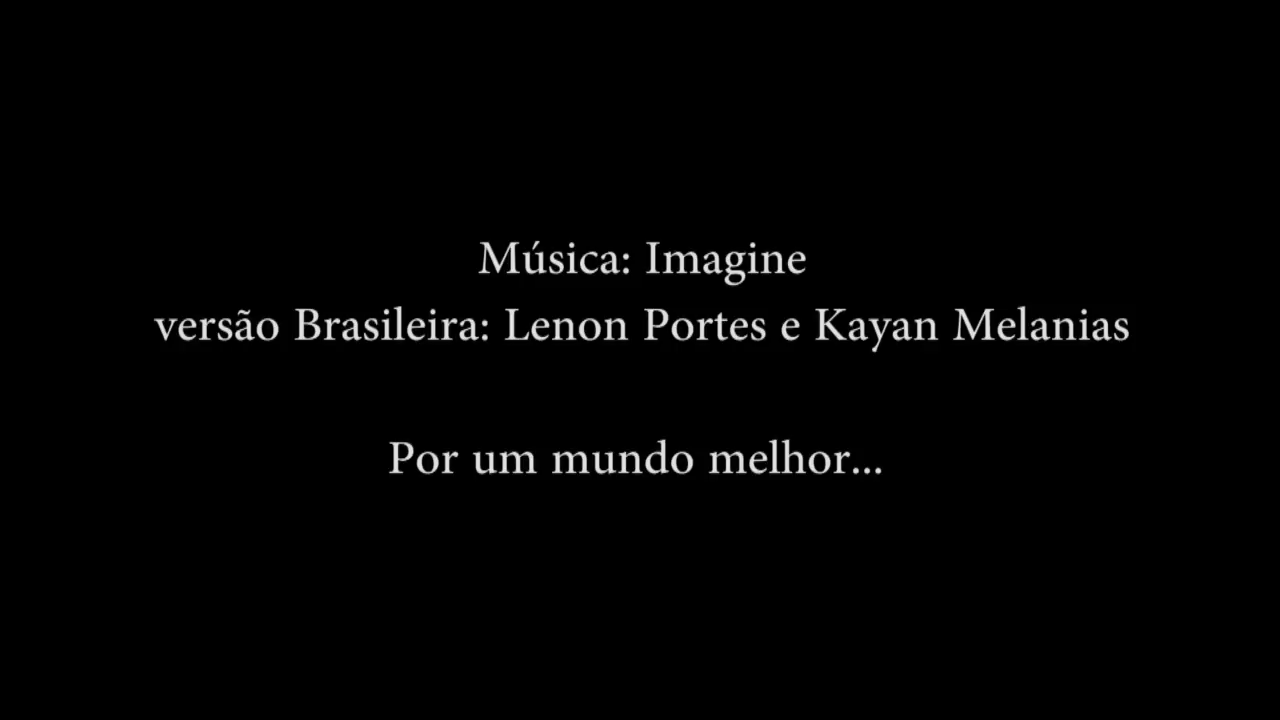 Música: Imagine
versão Brasileira: Lenon Portes e Kayan Melanias
Por um mundo melhor...